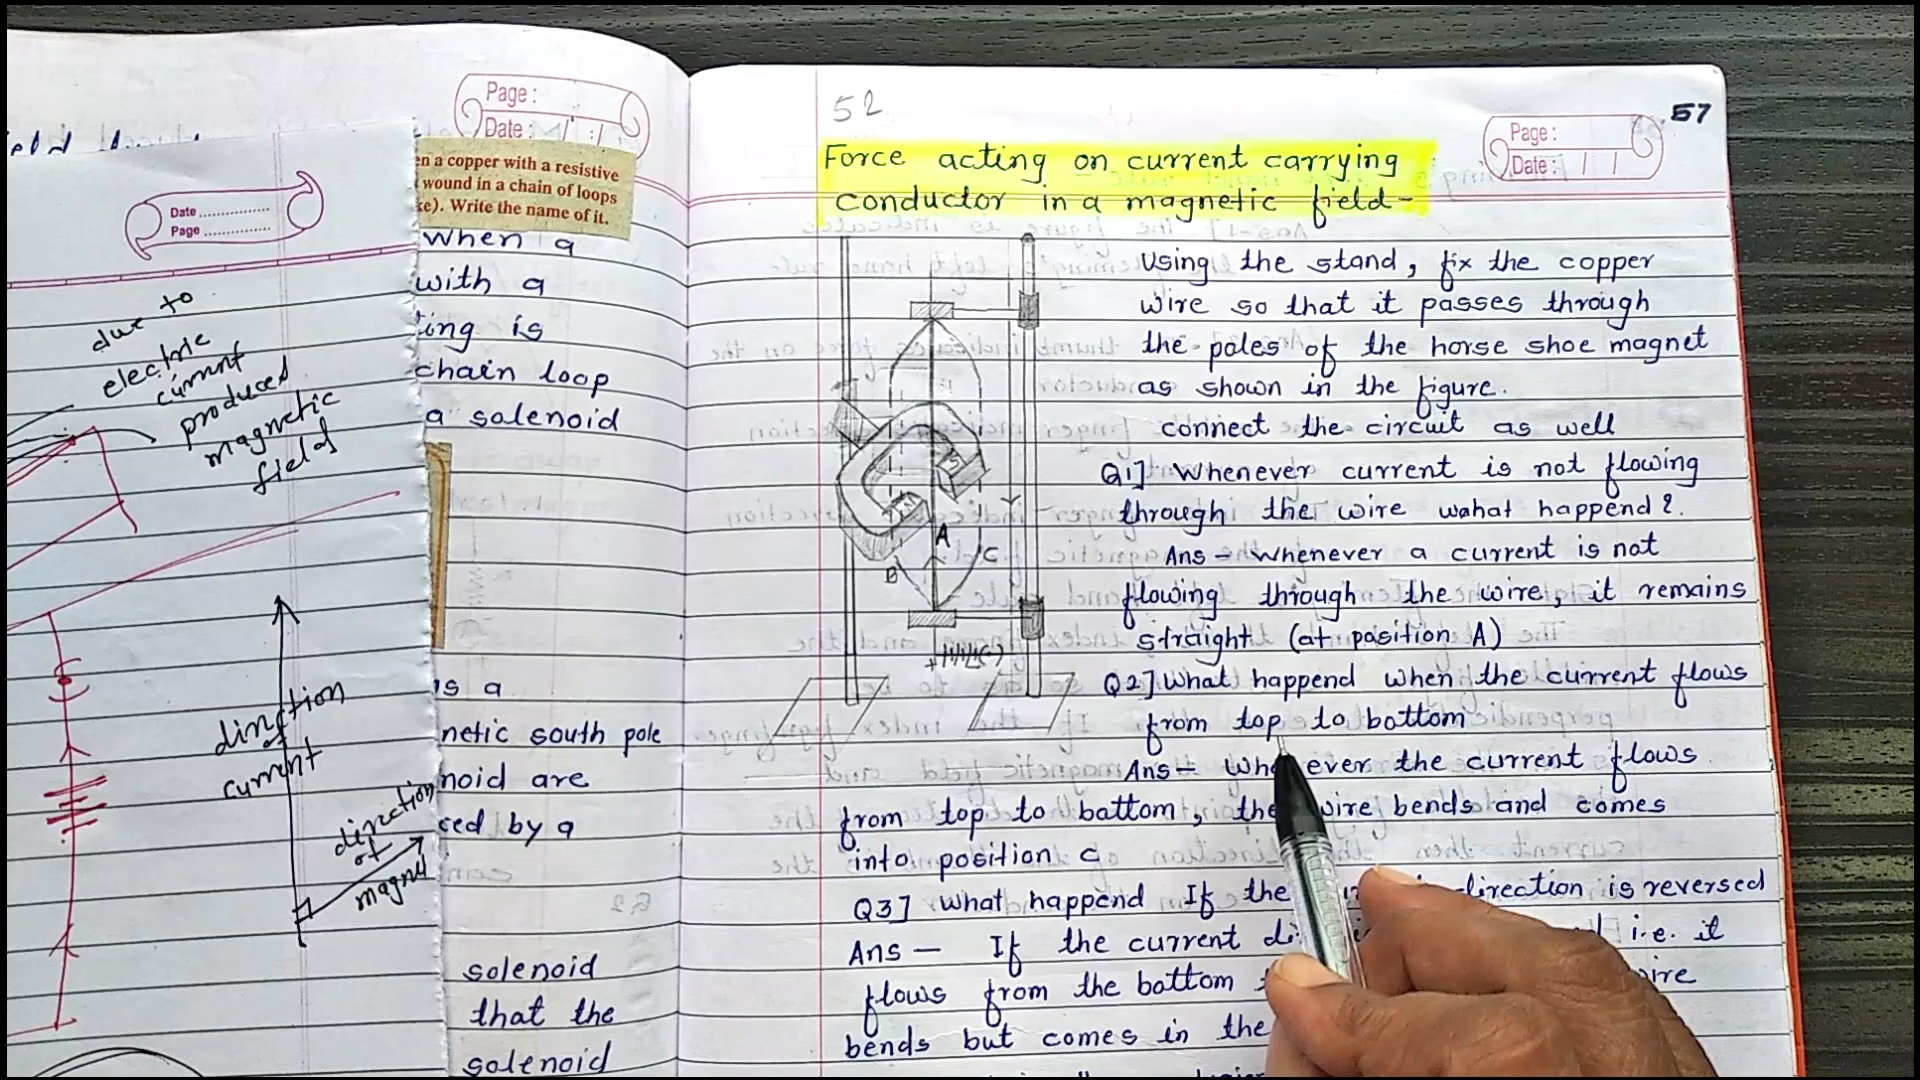 Page :
Date : / : /
Date ...............
Page ...............
en a copper with a resistive
wound in a chain of loops
ke). Write the name of it.
when a
with a
ting is
chain loop
a solenoid
due to
electric
current
produced
magnetic
field
direction
of
current
direction
of
magnet
is a
netic south pole
noid are
ced by a
solenoid
that the
solenoid
52
57
Page :
Date : / /
Force acting on current carrying
conductor in a magnetic field-
Using the stand, fix the copper
wire so that it passes through
the poles of the horse shoe magnet
as shown in the figure.
connect the circuit as well
Q1] Whenever current is not flowing
through the wire wahat happend ?.
Ans - Whenever a current is not
flowing through the wire, it remains
straight (at position A)
Q2] What happend when the current flows
from top to bottom
Ans - ever the current flows
from top to bottom, the wire bends and comes
into position C
Q3] What happend If the direction is reversed
Ans - If the current i.e. it
flows from the bottom wire
bends but comes in the
S
A
B
C